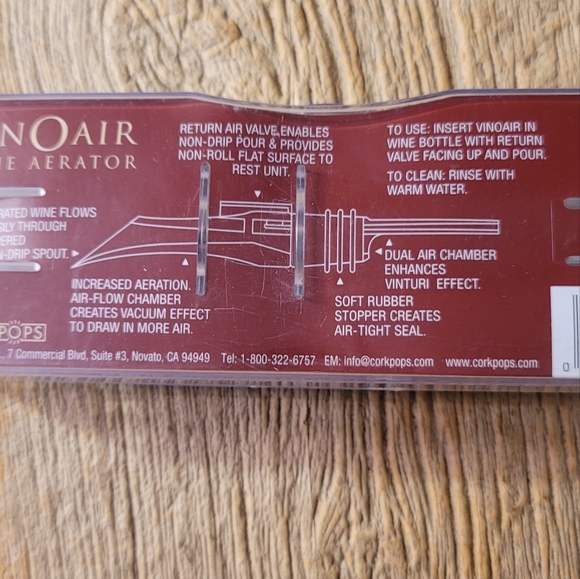 NOAIR
E AERATOR
RETURN AIR VALVE,ENABLES
NON-DRIP POUR & PROVIDES
NON-ROLL FLAT SURFACE TO
REST UNIT.
TO USE: INSERT VINOAIR IN
WINE BOTTLE WITH RETURN
VALVE FACING UP AND POUR.
TO CLEAN: RINSE WITH
WARM WATER.
RATED WINE FLOWS
SILY THROUGH
ERED
N-DRIP SPOUT.
INCREASED AERATION.
AIR-FLOW CHAMBER
CREATES VACUUM EFFECT
TO DRAW IN MORE AIR.
DUAL AIR CHAMBER
ENHANCES
VINTURI EFFECT.
SOFT RUBBER
STOPPER CREATES
AIR-TIGHT SEAL.
POPS
7 Commercial Blvd, Suite #3, Novato, CA 94949 Tel: 1-800-322-6757 EM: info@corkpops.com www.corkpops.com
0